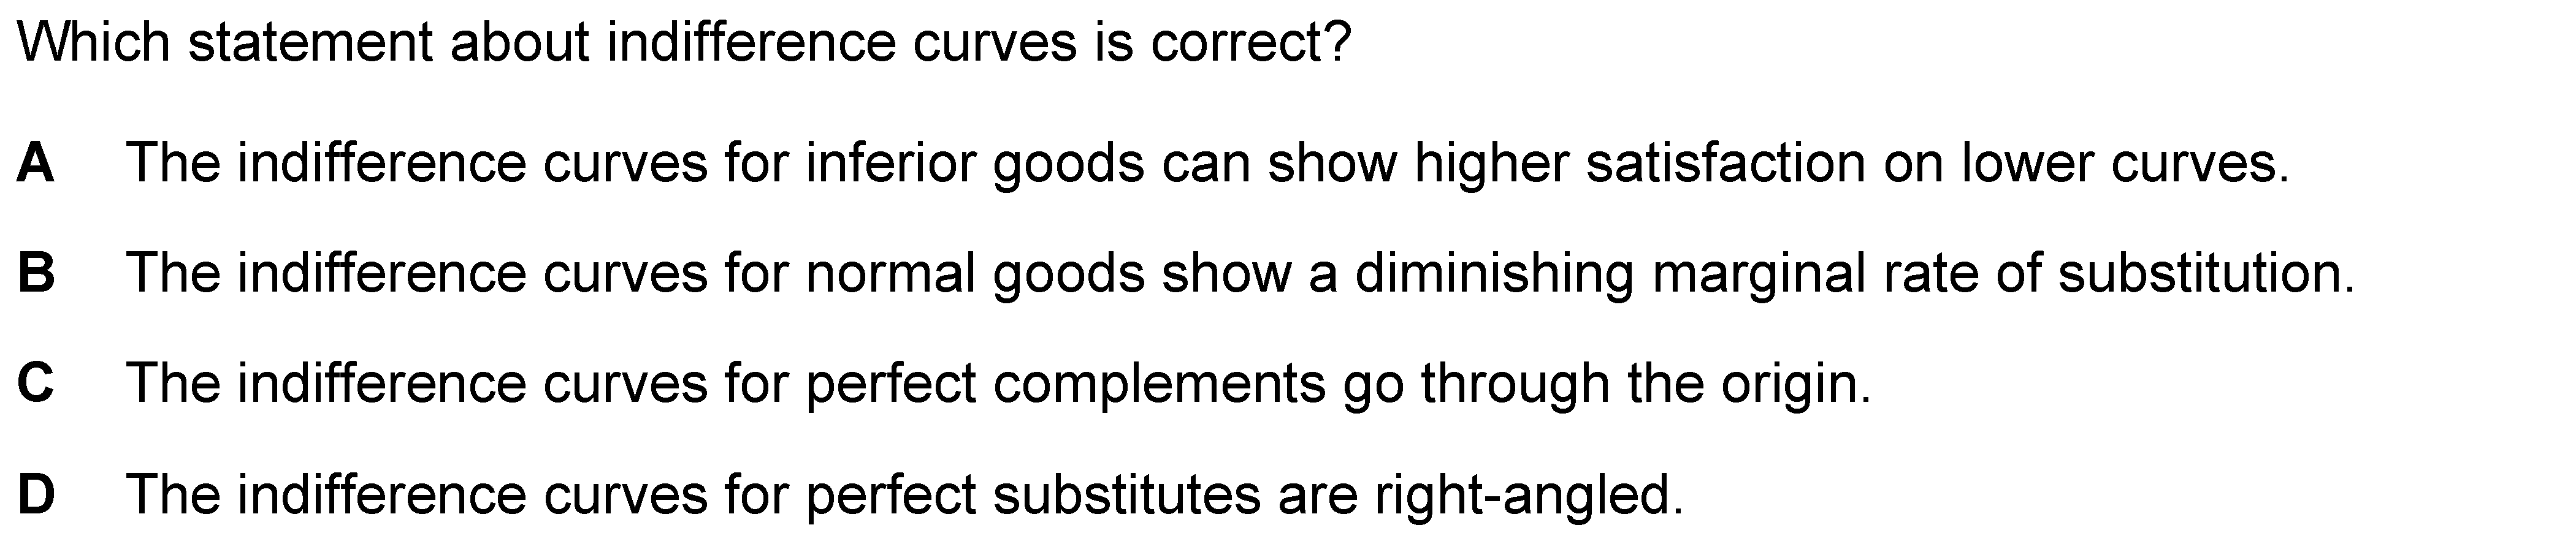 Which statement about indifference curves is correct?
A The indifference curves for inferior goods can show higher satisfaction on lower curves.
B The indifference curves for normal goods show a diminishing marginal rate of substitution.
C The indifference curves for perfect complements go through the origin.
D The indifference curves for perfect substitutes are right-angled.